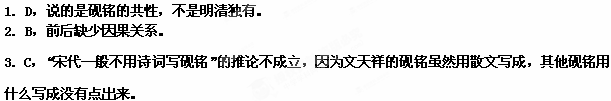 1. D，说的是砚铭的共性，不是明清独有。
2. B，前后缺少因果关系。
3. C，“宋代一般不用诗词写砚铭”的推论不成立，因为文天祥的砚铭虽然用散文写成，其他砚铭用
什么写成没有点出来。